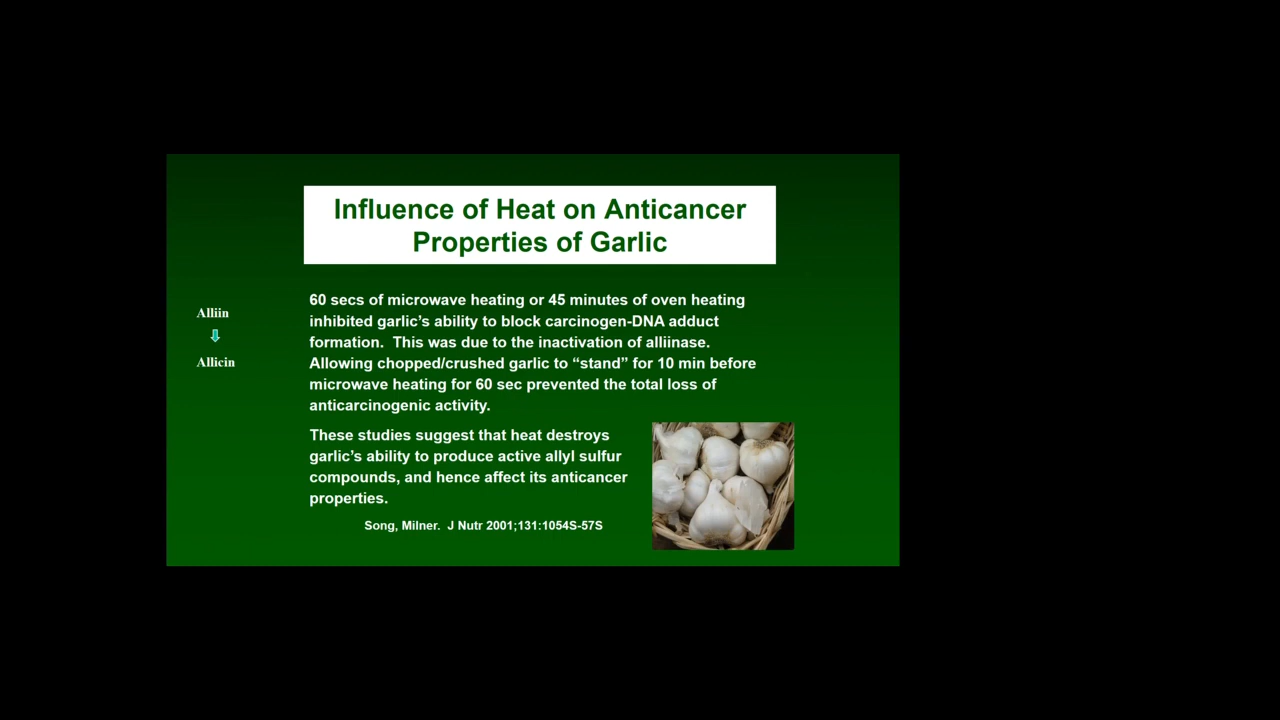 Influence of Heat on Anticancer
Properties of Garlic
Alliin
Allicin
60 secs of microwave heating or 45 minutes of oven heating
inhibited garlic’s ability to block carcinogen-DNA adduct
formation.  This was due to the inactivation of alliinase.
Allowing chopped/crushed garlic to “stand” for 10 min before
microwave heating for 60 sec prevented the total loss of
anticarcinogenic activity.
These studies suggest that heat destroys
garlic’s ability to produce active allyl sulfur
compounds, and hence affect its anticancer
properties.
Song, Milner.  J Nutr 2001;131:1054S-57S